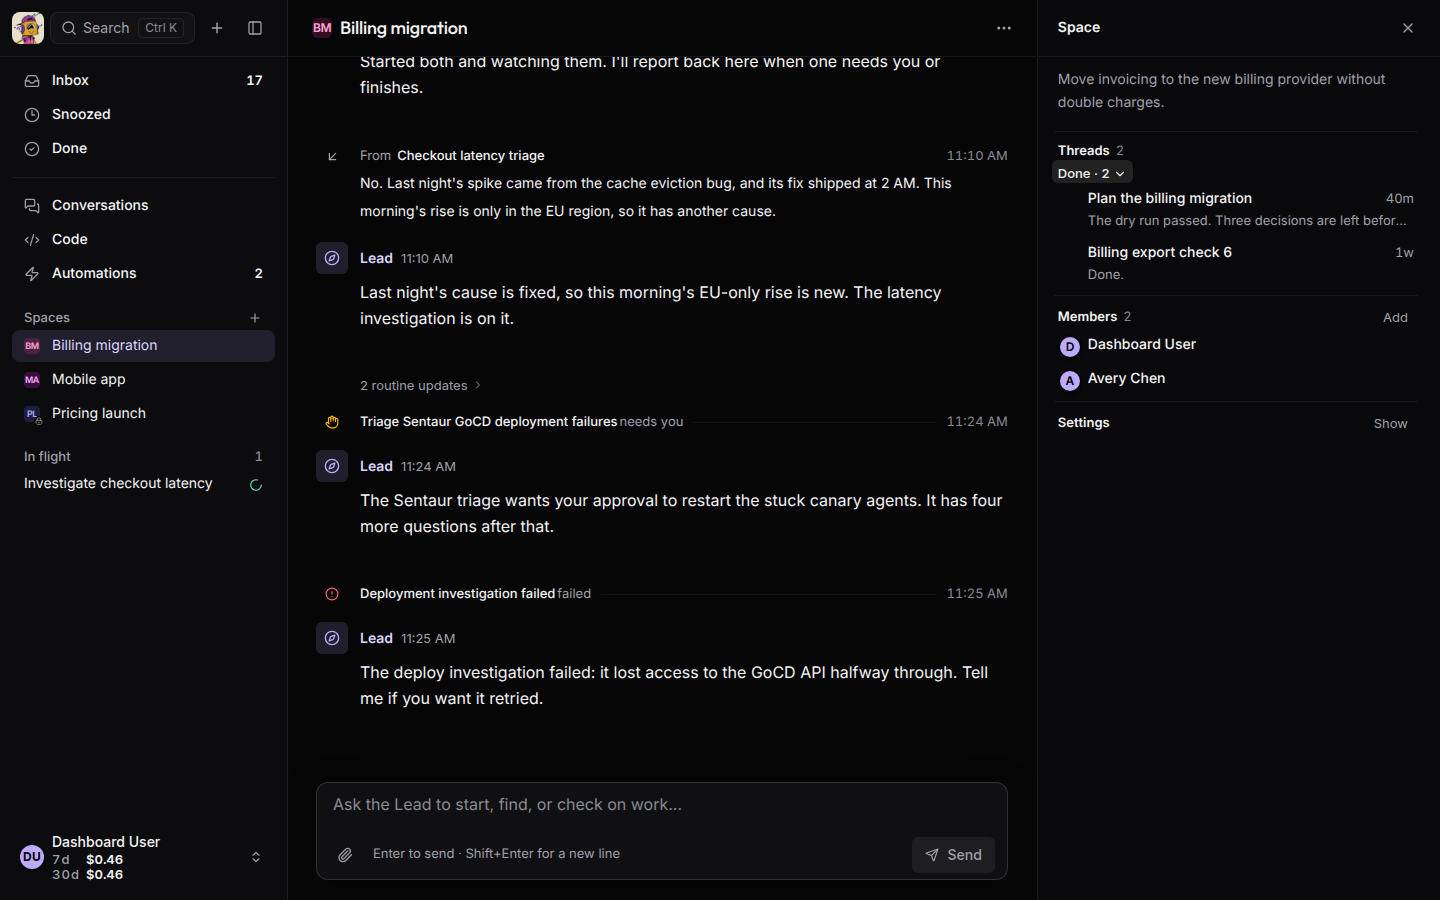 Search Ctrl K
Inbox 17
Snoozed
Done
Conversations
Code
Automations 2
Spaces
BM Billing migration
MA Mobile app
PL Pricing launch
In flight 1
Investigate checkout latency
DU Dashboard User
7d $0.46
30d $0.46
BM Billing migration
Started both and watching them. I'll report back here when one needs you or
finishes.
From Checkout latency triage 11:10 AM
No. Last night's spike came from the cache eviction bug, and its fix shipped at 2 AM. This
morning's rise is only in the EU region, so it has another cause.
Lead 11:10 AM
Last night's cause is fixed, so this morning's EU-only rise is new. The latency
investigation is on it.
2 routine updates
Triage Sentaur GoCD deployment failures needs you 11:24 AM
Lead 11:24 AM
The Sentaur triage wants your approval to restart the stuck canary agents. It has four
more questions after that.
Deployment investigation failed failed 11:25 AM
Lead 11:25 AM
The deploy investigation failed: it lost access to the GoCD API halfway through. Tell
me if you want it retried.
Ask the Lead to start, find, or check on work...
Enter to send · Shift+Enter for a new line Send
Space
Move invoicing to the new billing provider without
double charges.
Threads 2
Done · 2
Plan the billing migration 40m
The dry run passed. Three decisions are left befor...
Billing export check 6 1w
Done.
Members 2 Add
D Dashboard User
A Avery Chen
Settings Show